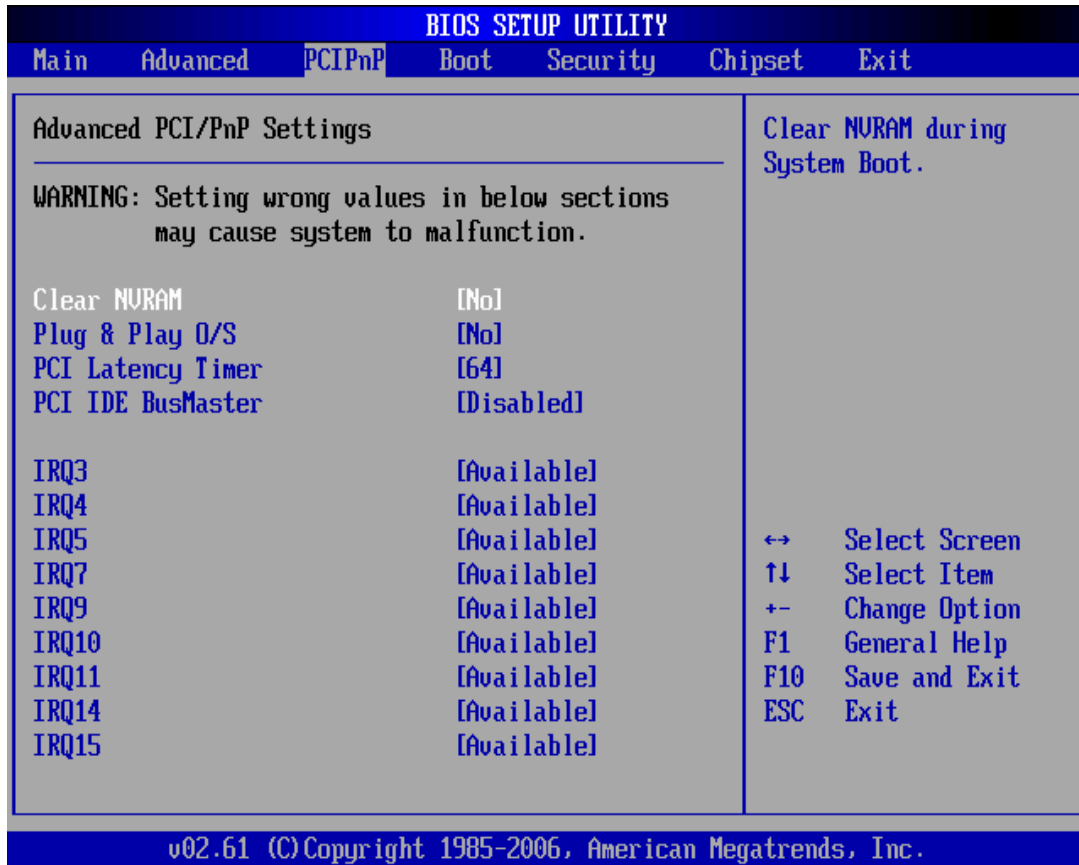 BIOS SETUP UTILITY
Main Advanced PCIPnP Boot Security Chipset Exit
Advanced PCI/PnP Settings
WARNING: Setting wrong values in below sections
may cause system to malfunction.
Clear NVRAM [No]
Plug & Play O/S [No]
PCI Latency Timer [64]
PCI IDE BusMaster [Disabled]
IRQ3 [Available]
IRQ4 [Available]
IRQ5 [Available]
IRQ7 [Available]
IRQ9 [Available]
IRQ10 [Available]
IRQ11 [Available]
IRQ14 [Available]
IRQ15 [Available]
Clear NVRAM during
System Boot.
↔ Select Screen
↑↓ Select Item
+- Change Option
F1 General Help
F10 Save and Exit
ESC Exit
v02.61 (C)Copyright 1985-2006, American Megatrends, Inc.